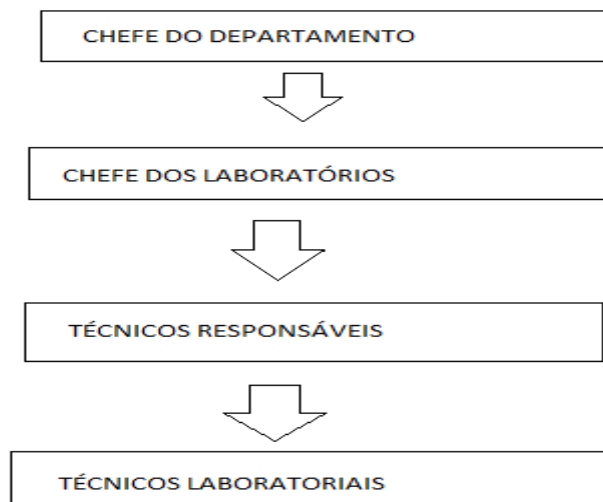 CHEFE DO DEPARTAMENTO
CHEFE DOS LABORATÓRIOS
TÉCNICOS RESPONSÁVEIS
TÉCNICOS LABORATORIAIS